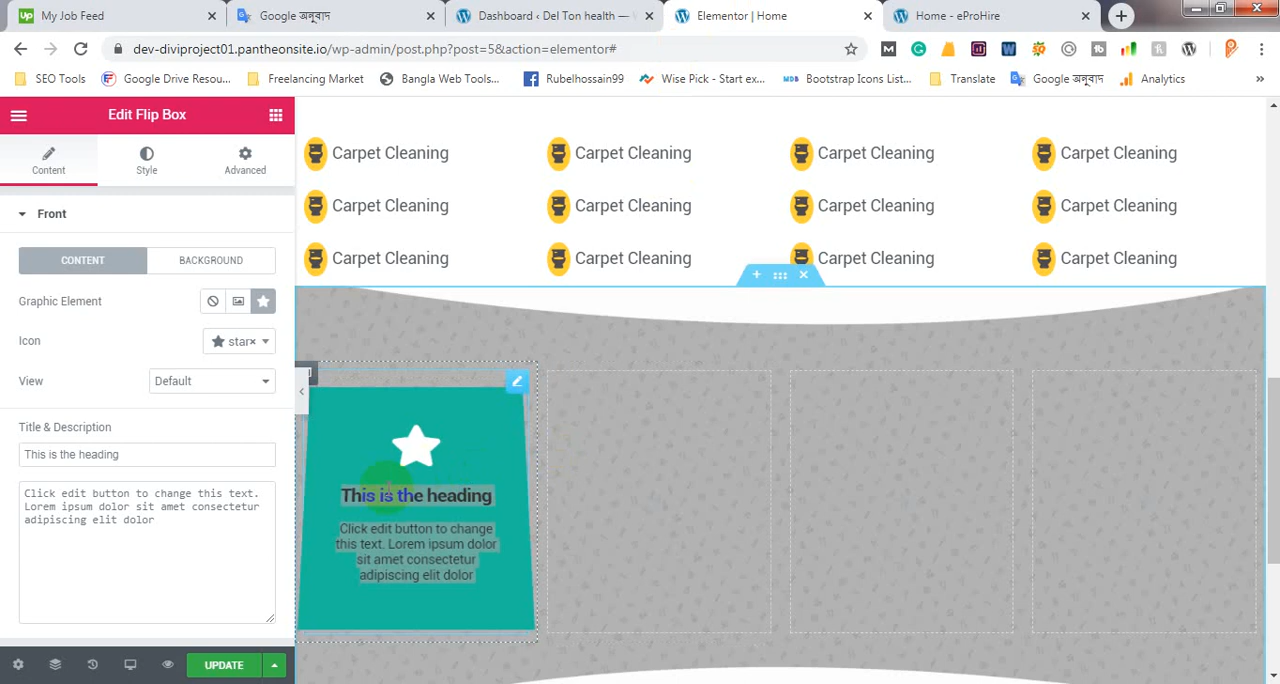 My Job Feed
Google अनुवाद
Dashboard ‹ Del Ton health —
Elementor | Home
Home - eProHire
dev-diviproject01.pantheonsite.io/wp-admin/post.php?post=5&action=elementor#
SEO Tools
Google Drive Resou...
Freelancing Market
Bangla Web Tools...
Rubelhossain99
Wise Pick - Start ex...
MDB Bootstrap Icons List...
Translate
Google अनुवाद
Analytics
»
Edit Flip Box
Content
Style
Advanced
Front
CONTENT
BACKGROUND
Graphic Element
Icon
star×
View
Default
Title & Description
This is the heading
Click edit button to change this text.
Lorem ipsum dolor sit amet consectetur
adipiscing elit dolor
UPDATE
Carpet Cleaning
Carpet Cleaning
Carpet Cleaning
Carpet Cleaning
Carpet Cleaning
Carpet Cleaning
Carpet Cleaning
Carpet Cleaning
Carpet Cleaning
Carpet Cleaning
Carpet Cleaning
Carpet Cleaning
This is the heading
Click edit button to change
this text. Lorem ipsum dolor
sit amet consectetur
adipiscing elit dolor